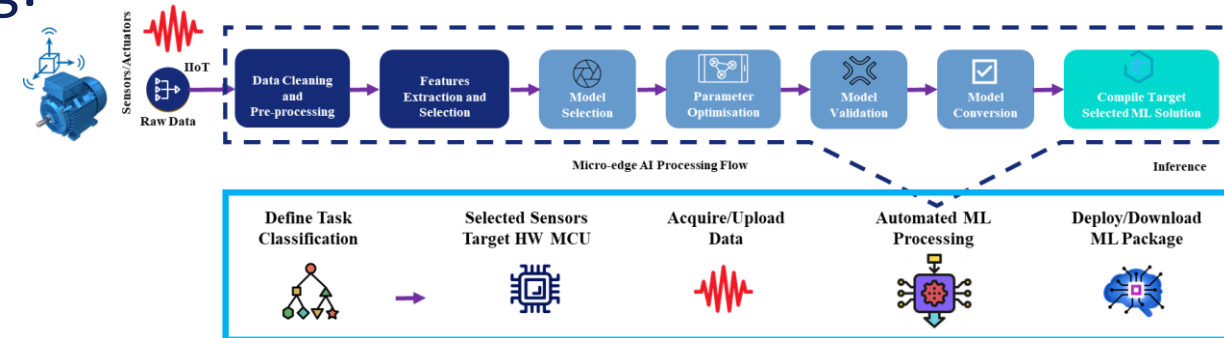 g.
Sensors/Actuators
IIoT
Raw Data
Data Cleaning
and
Pre-processing
Features
Extraction and
Selection
Model
Selection
Parameter
Optimisation
Model
Validation
Model
Conversion
Compile Target
Selected ML Solution
Micro-edge AI Processing Flow
Inference
Define Task
Classification
Selected Sensors
Target HW MCU
Acquire/Upload
Data
Automated ML
Processing
Deploy/Download
ML Package